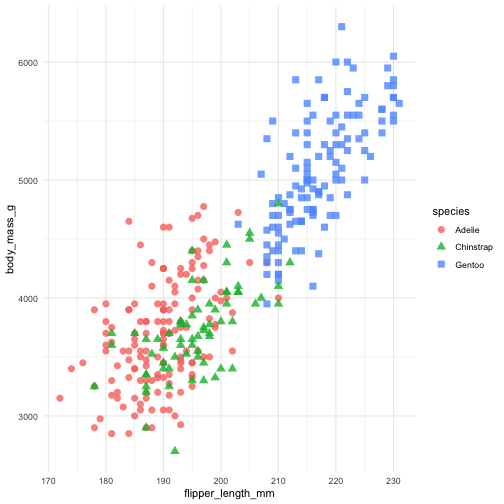 6000
5000
4000
3000
body_mass_g
170
180
190
200
210
220
230
flipper_length_mm
species
Adelie
Chinstrap
Gentoo